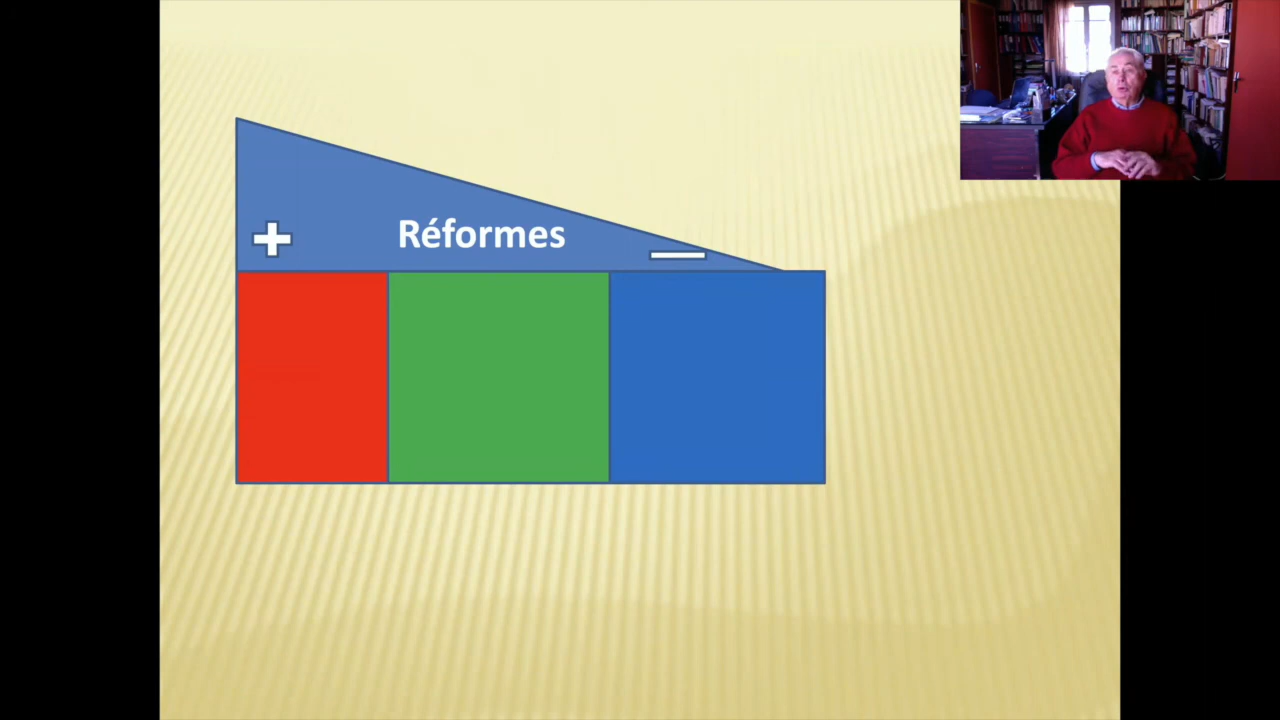 + Réformes —